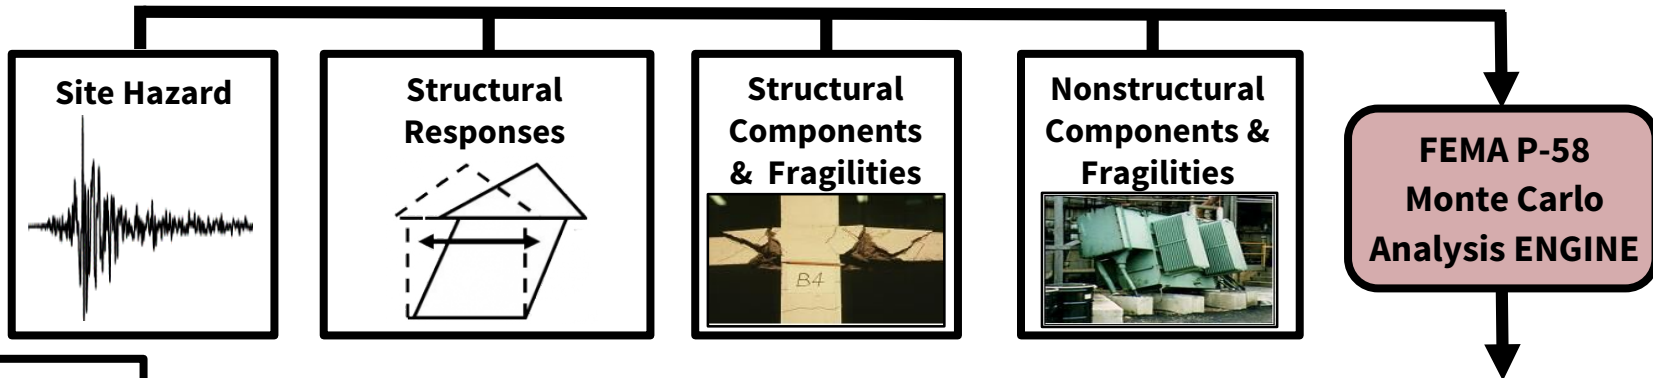 Site Hazard
Structural
Responses
Structural
Components
& Fragilities
B4
Nonstructural
Components &
Fragilities
FEMA P-58
Monte Carlo
Analysis ENGINE